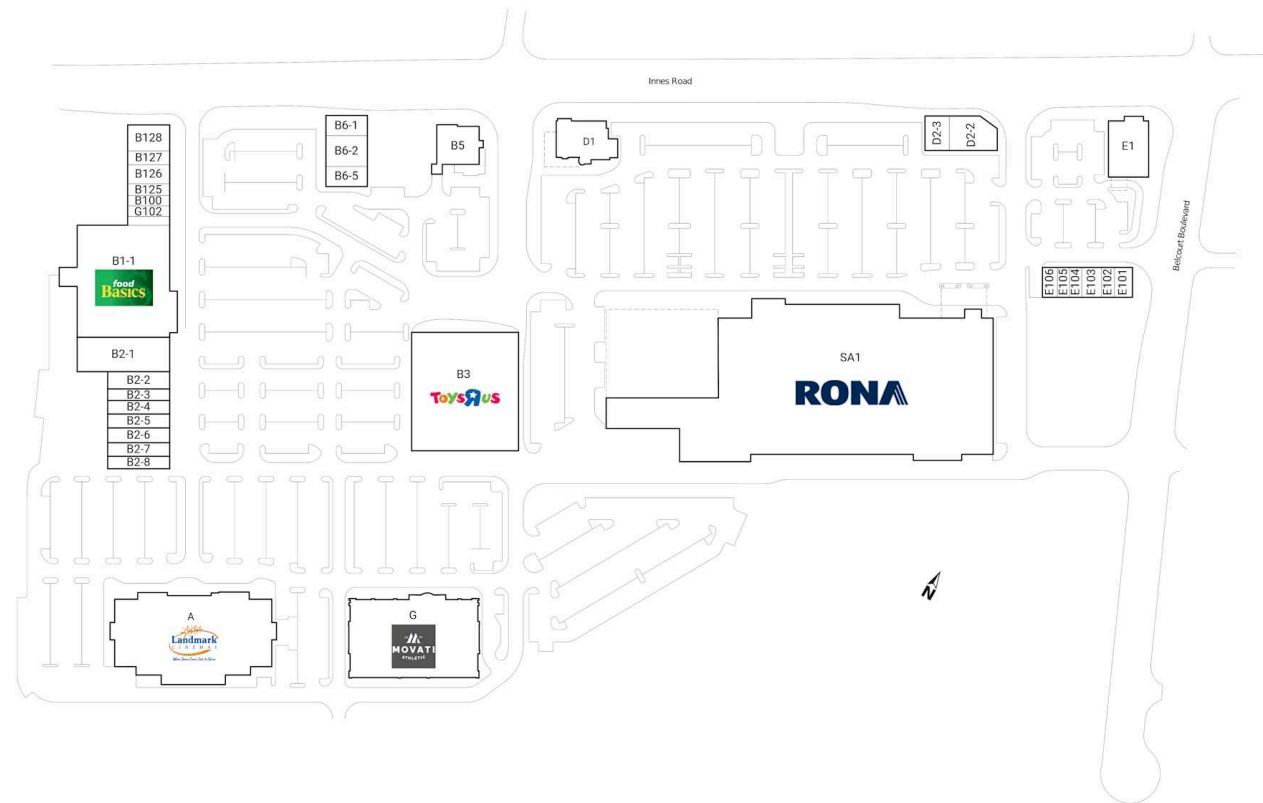 Innes Road
B128
B127
B126
B125
B100
G102
B6-1
B6-2
B6-5
B5
D1
D2-3
D2-2
E1
Belcourt Boulevard
B1-1
food
Basics
E106
E105
E104
E103
E102
E101
B2-1
B2-2
B2-3
B2-4
B2-5
B2-6
B2-7
B2-8
B3
TOYSRUS
SA1
RONA
N
A
Landmark
CINEMAS
G
MOVATI
ATHLETIC